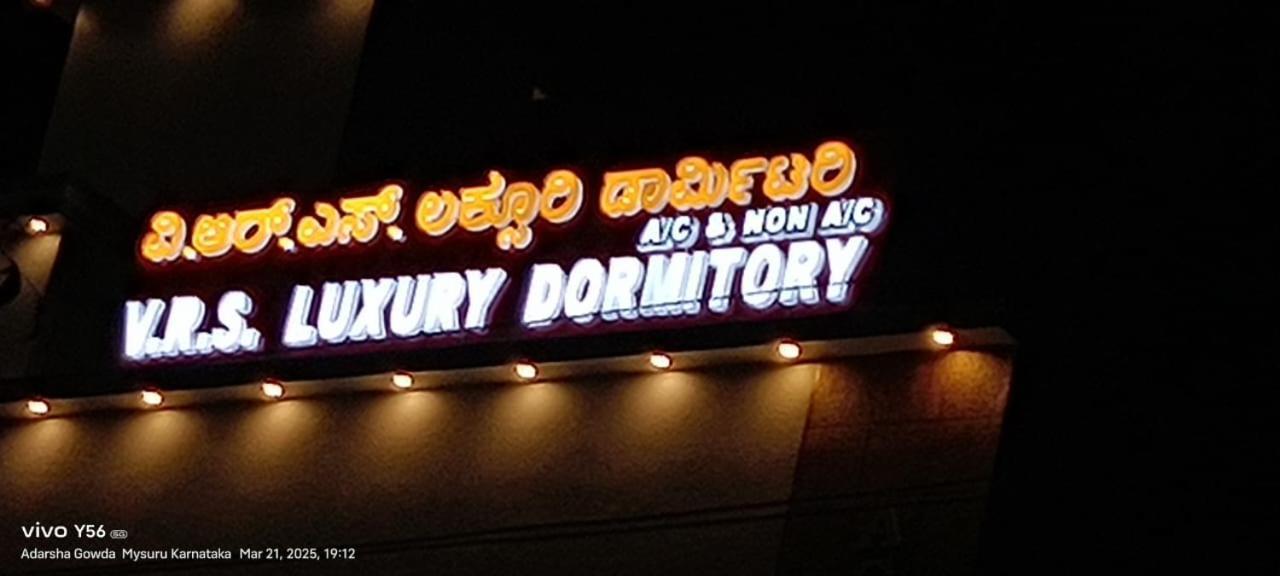 ವಿ.ಆರ್.ಎಸ್. ಲಕ್ಸೂರಿ ಡಾರ್ಮಿಟರಿ
A/C & NON A/C
V.R.S. LUXURY DORMITORY
vivo Y56 5G
Adarsha Gowda Mysuru Karnataka Mar 21, 2025, 19:12